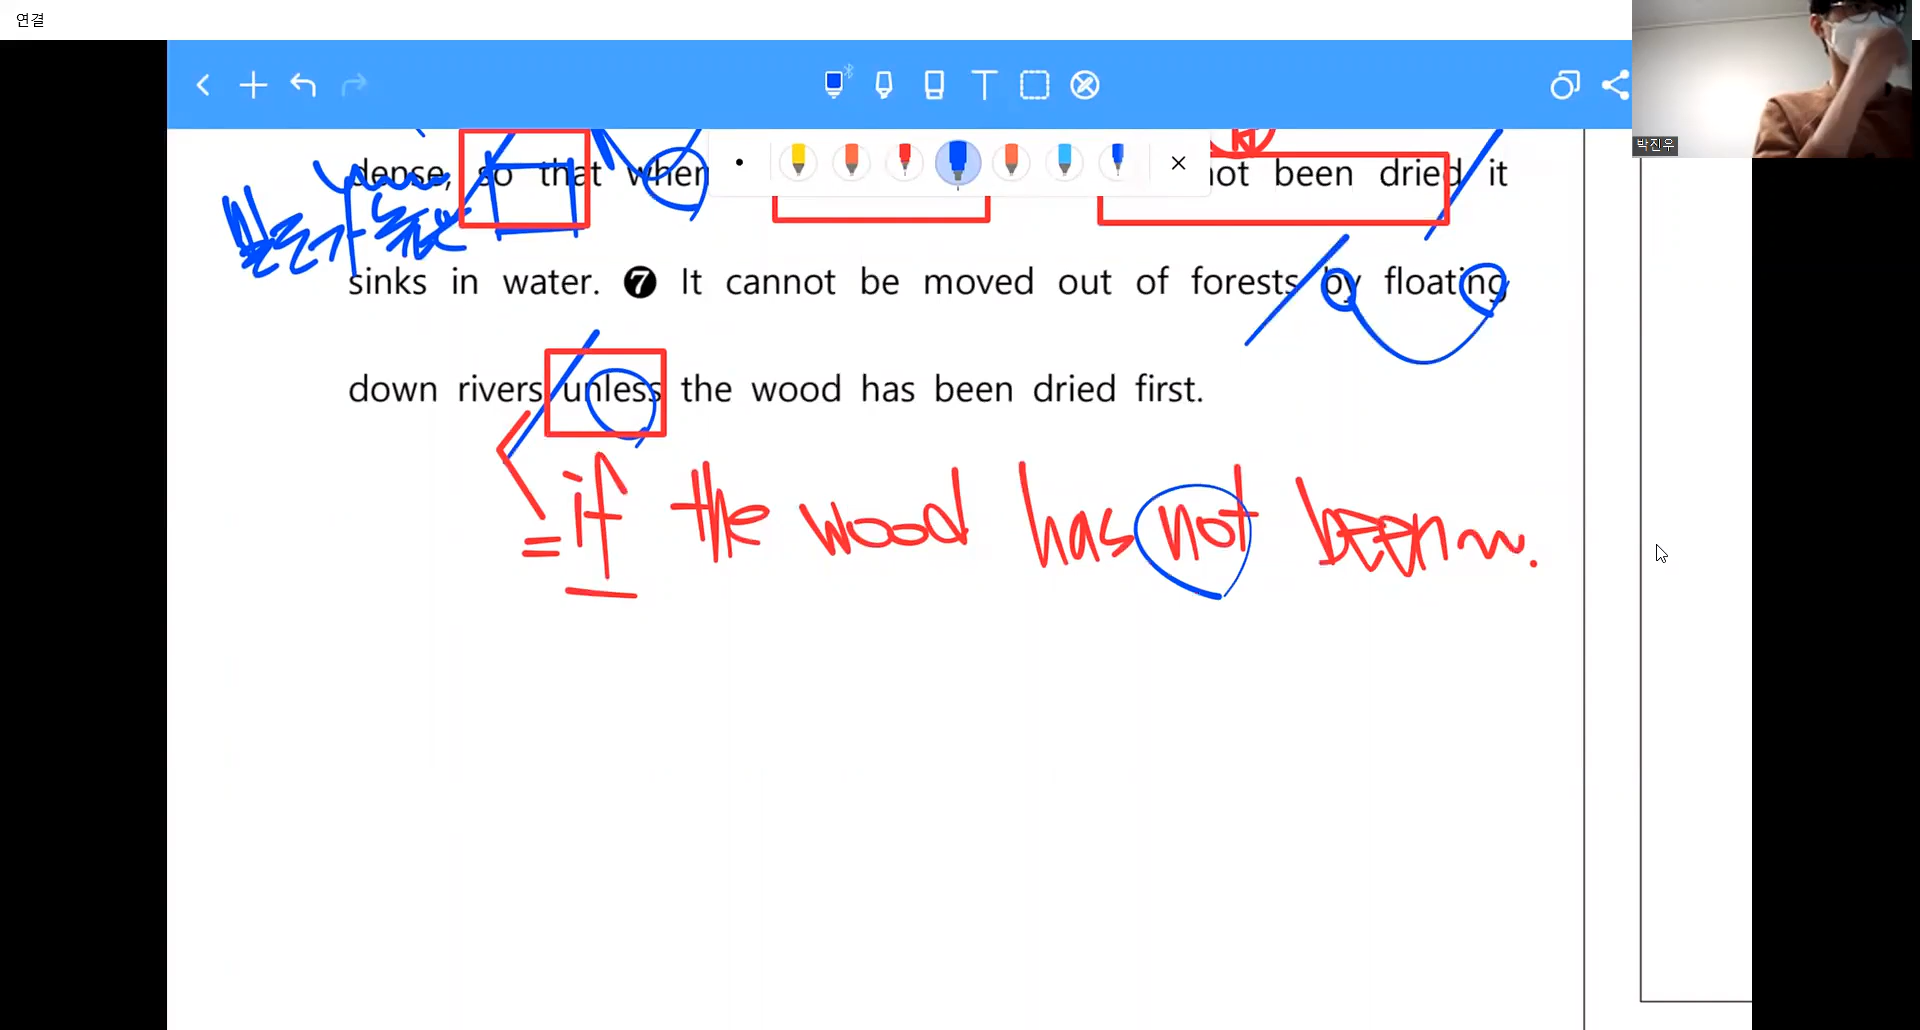 연결
박진우
dense, so that when not been dried it
sinks in water. ❼ It cannot be moved out of forests by floating
down rivers unless the wood has been dried first.
= if the wood has not been